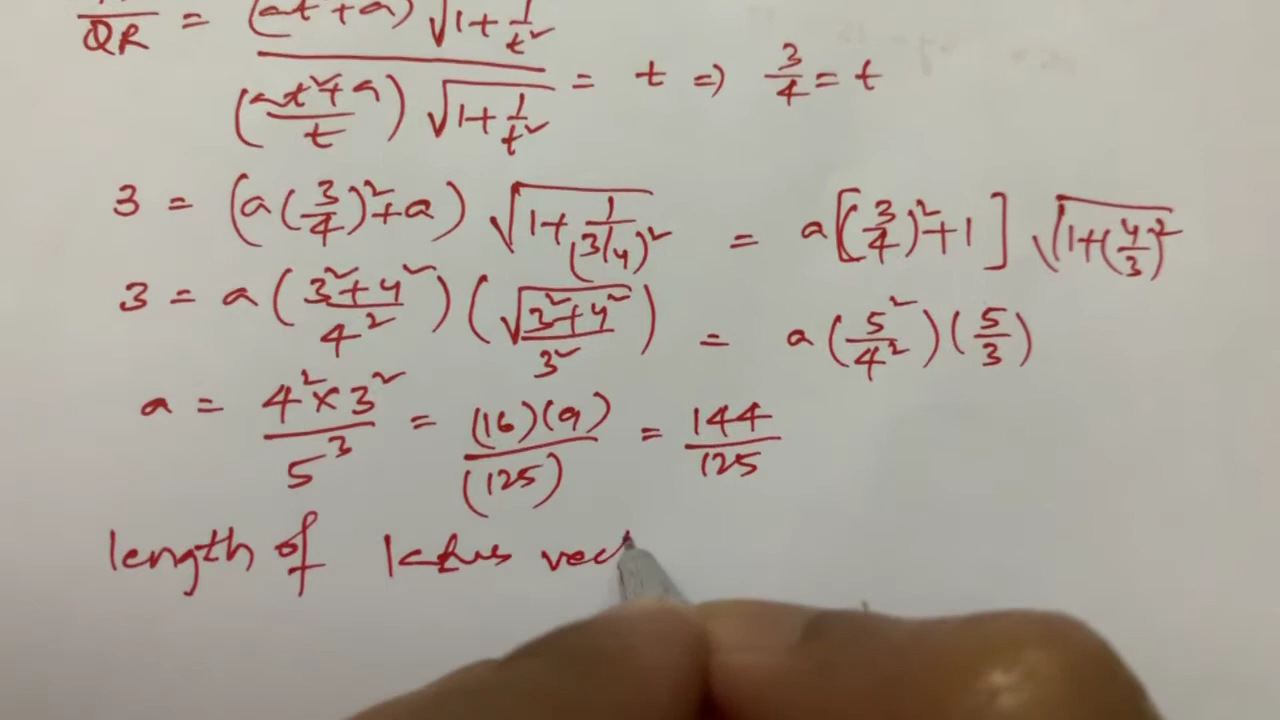 QR = (at²+a) √1+1/t²
(at²+a/t) √1+1/t² = t ⇒ 3/4 = t
3 = (a(3/4)²+a) √1+1/(3/4)² = a[(3/4)²+1] √1+(4/3)²
3 = a(3²+4²/4²)(√3²+4²/3²) = a(5²/4²)(5/3)
a = 4²×3²/5³ = (16)(9)/(125) = 144/125
length of latus rect